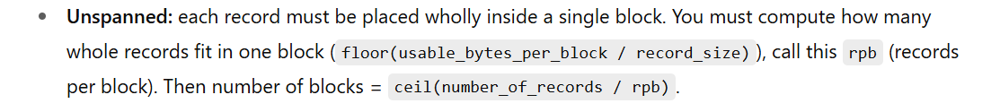 • Unspanned: each record must be placed wholly inside a single block. You must compute how many
whole records fit in one block ( floor(usable_bytes_per_block / record_size) ), call this rpb (records
per block). Then number of blocks = ceil(number_of_records / rpb) .